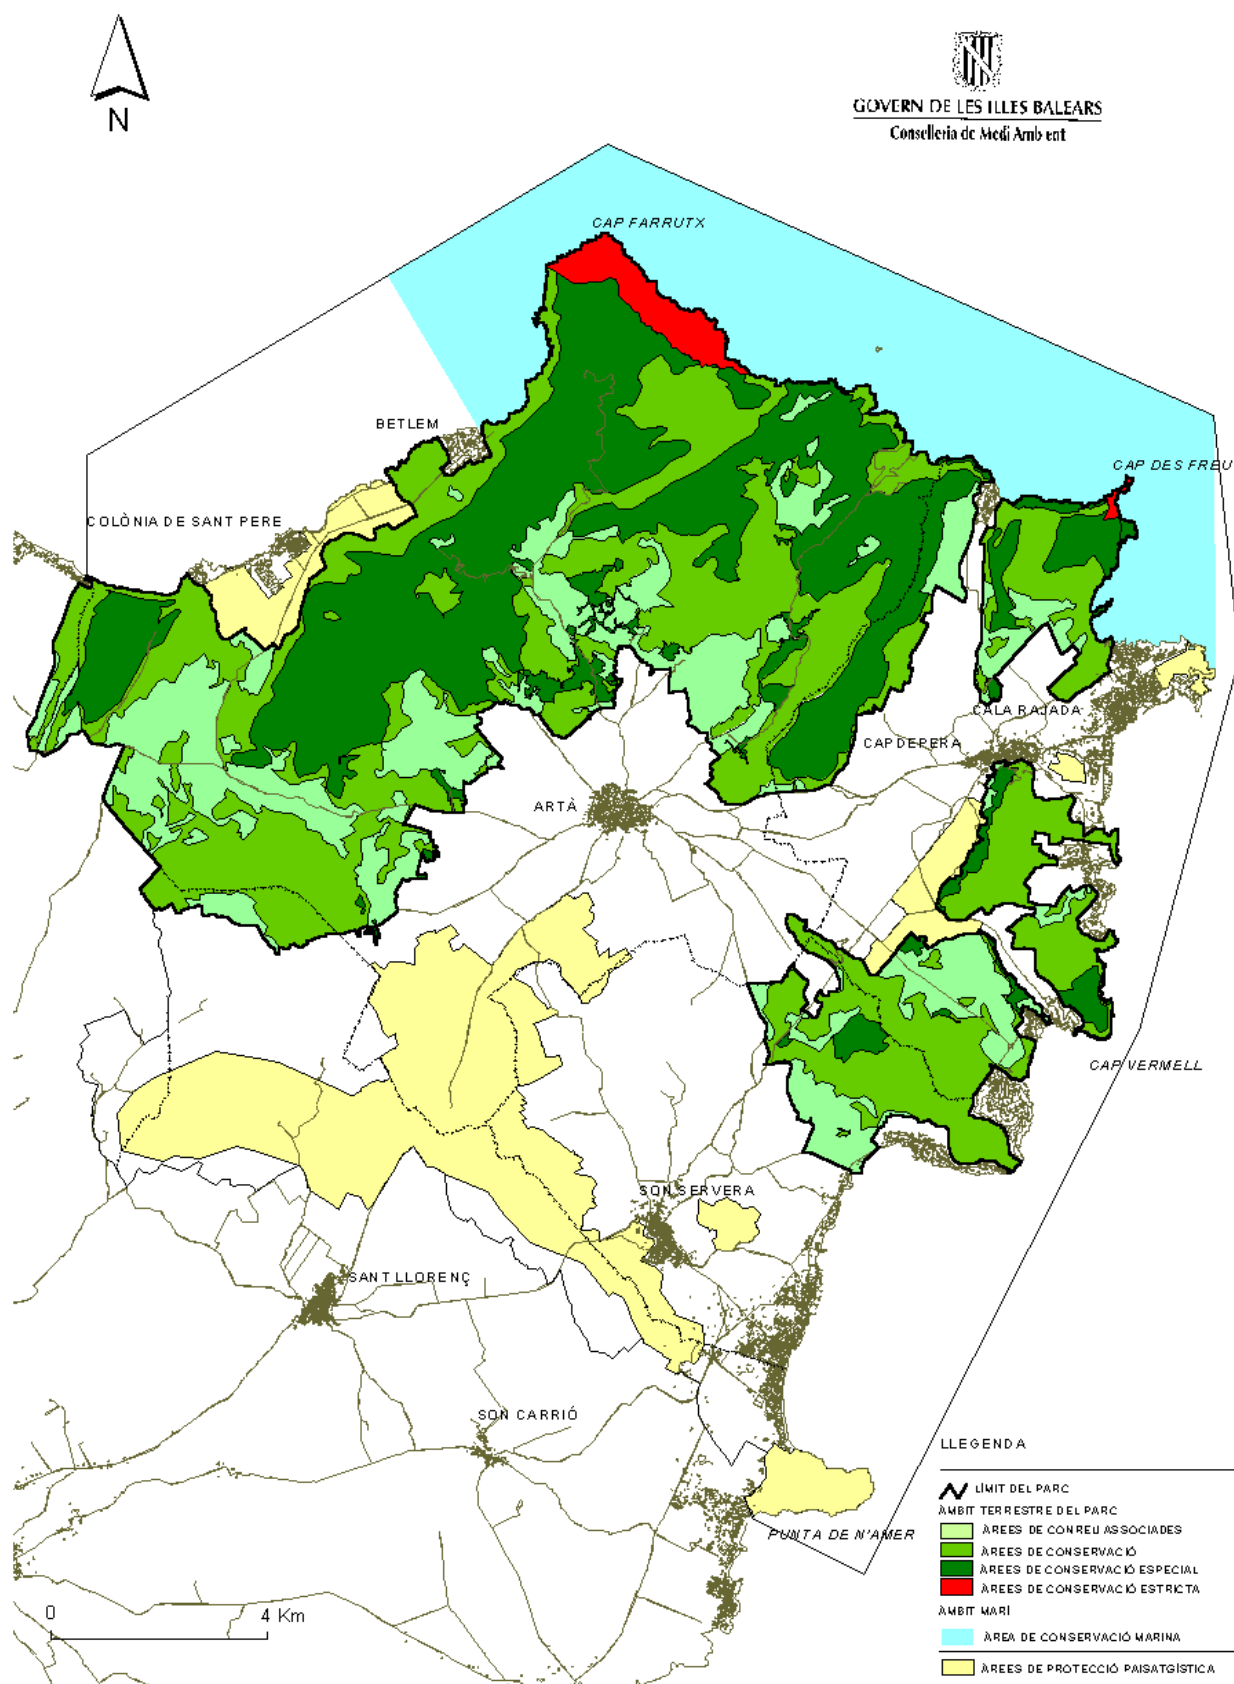 N
GOVERN DE LES ILLES BALEARS
Conselleria de Medi Ambient
CAP FARRUTX
BETLEM
CAP DES FREU
COLÒNIA DE SANT PERE
CALA RAJADA
CAPDEPERA
ARTÀ
CAP VERMELL
SON SERVERA
SANT LLORENÇ
SON CARRIÓ
PUNTA DE N'AMER
LLEGENDA
LÍMIT DEL PARC
ÀMBIT TERRESTRE DEL PARC
ÀREES DE CONREU ASSOCIADES
ÀREES DE CONSERVACIÓ
ÀREES DE CONSERVACIÓ ESPECIAL
ÀREES DE CONSERVACIÓ ESTRICTA
ÀMBIT MARÍ
ÀREA DE CONSERVACIÓ MARINA
ÀREES DE PROTECCIÓ PAISATGÍSTICA
0 4 Km